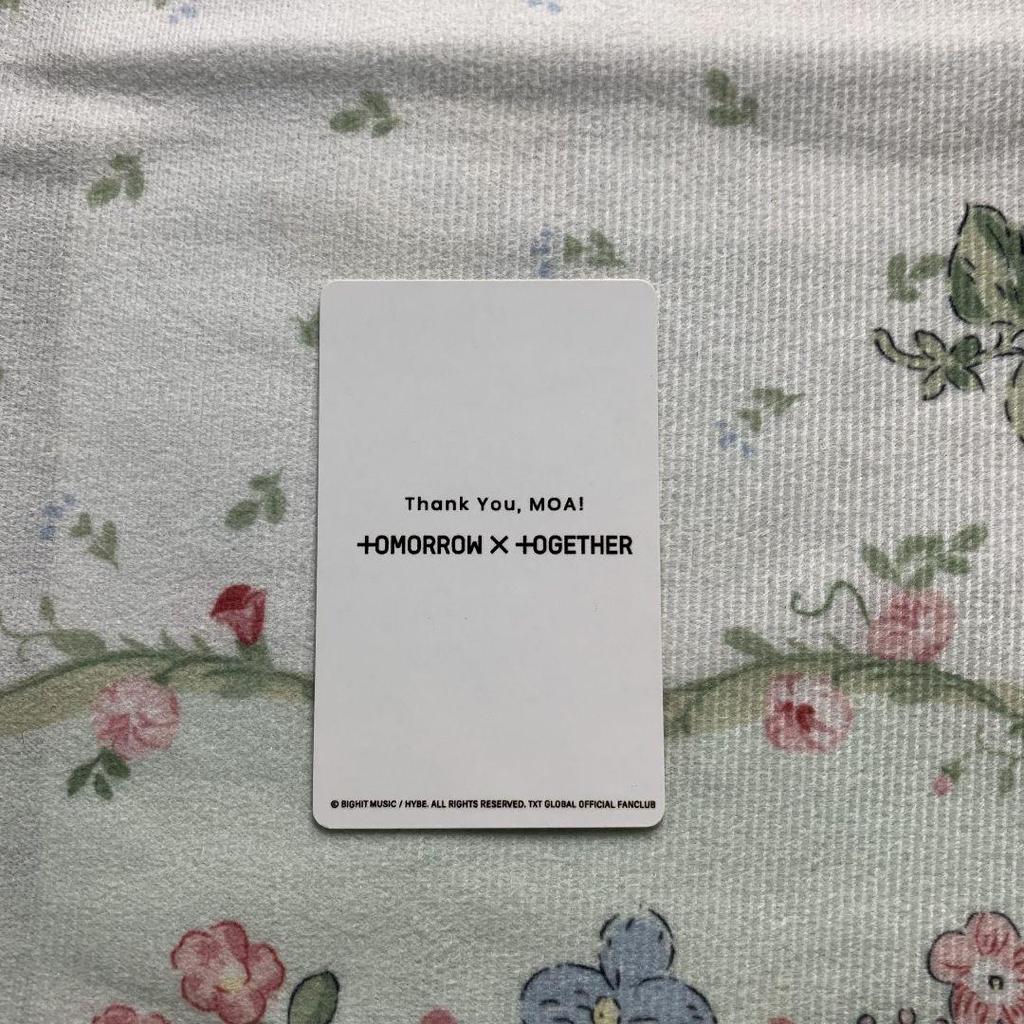 Thank You, MOA!
TOMORROW X TOGETHER
© BIGHIT MUSIC / HYBE. ALL RIGHTS RESERVED. TXT GLOBAL OFFICIAL FANCLUB